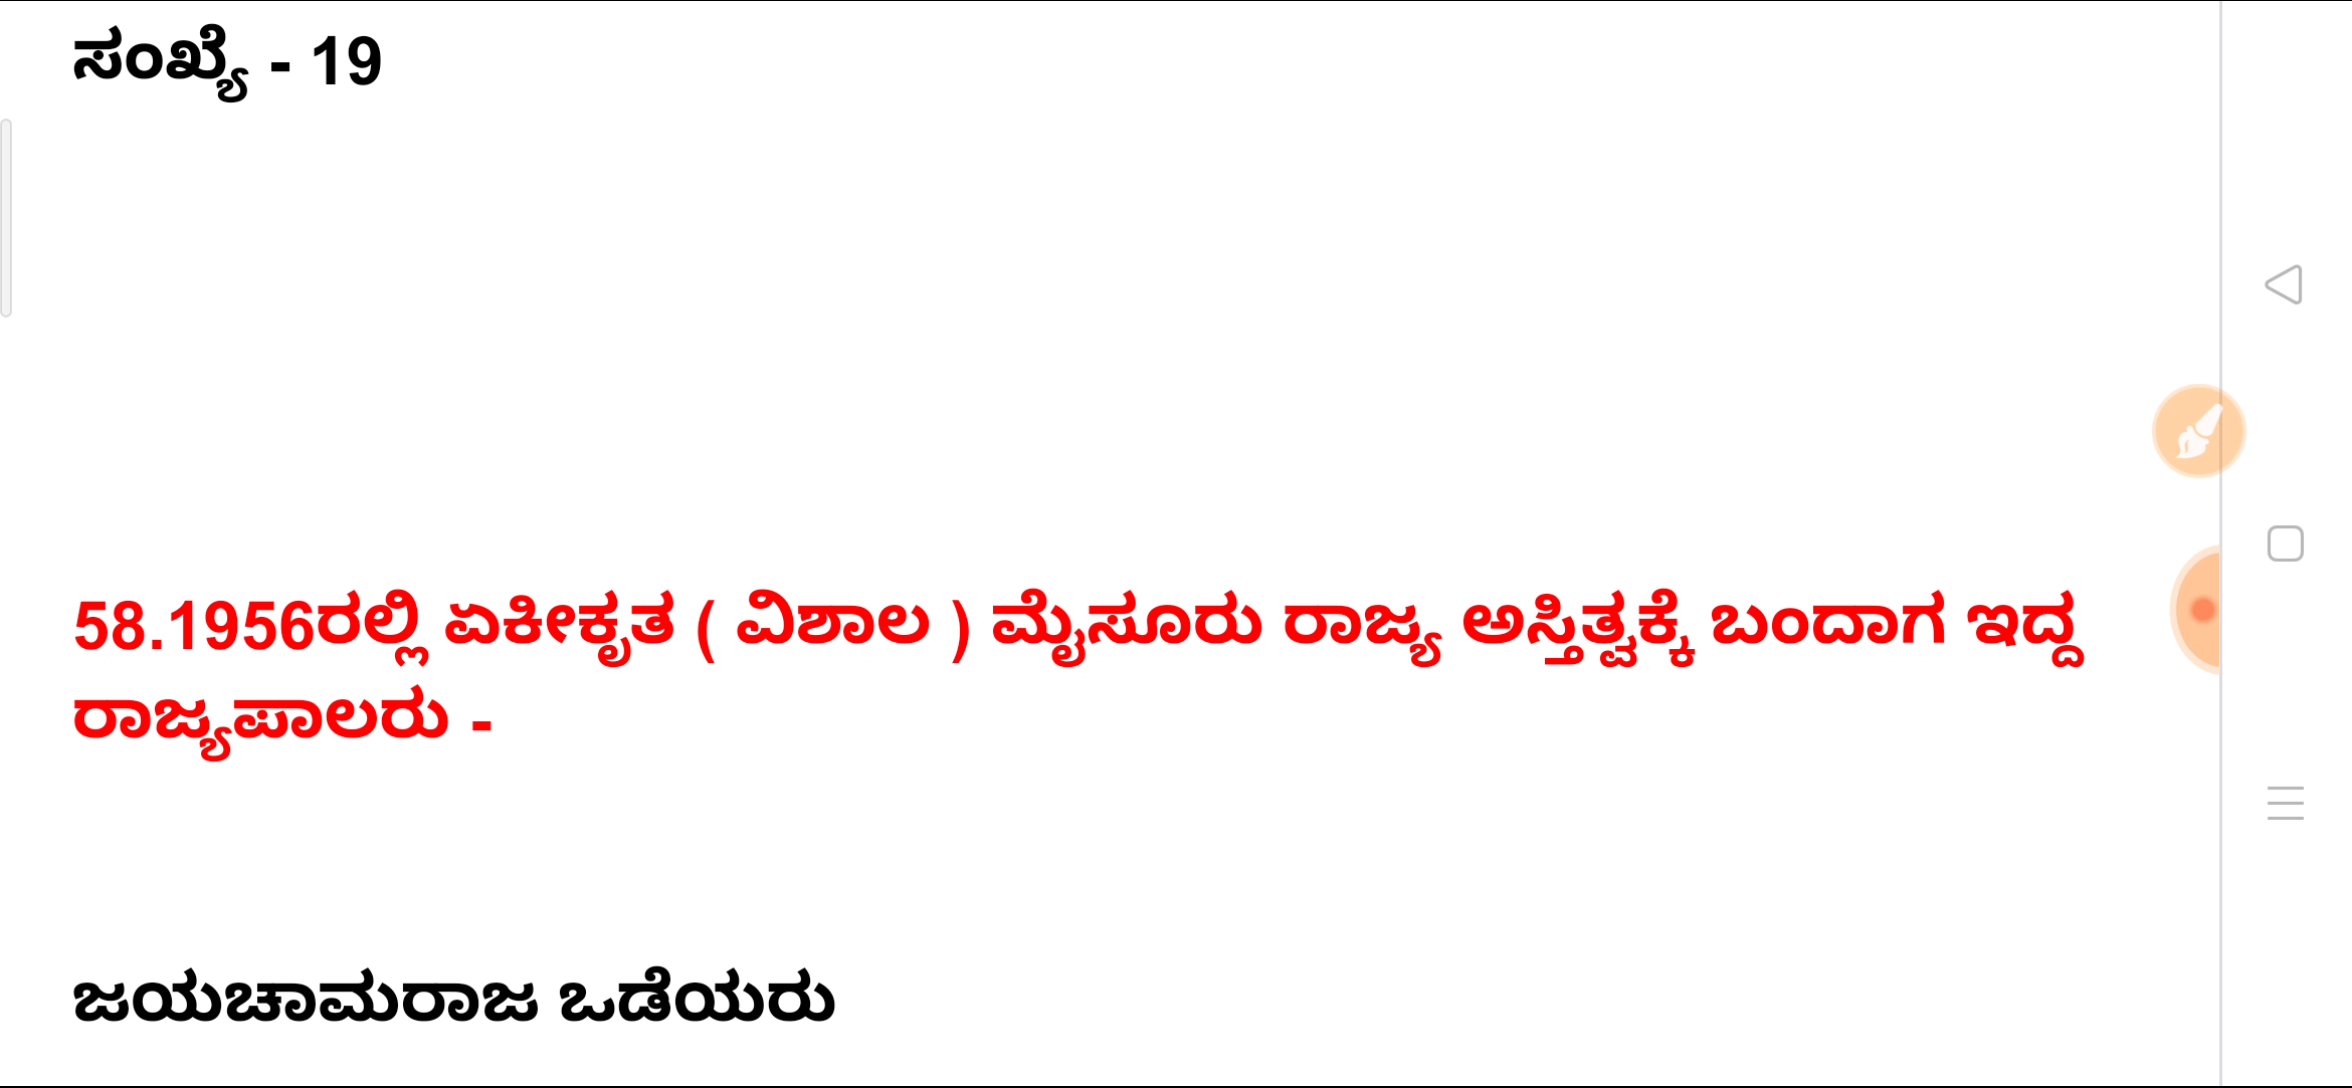 ಸಂಖ್ಯೆ - 19
58.1956ರಲ್ಲಿ ಏಕೀಕೃತ ( ವಿಶಾಲ ) ಮೈಸೂರು ರಾಜ್ಯ ಅಸ್ತಿತ್ವಕ್ಕೆ ಬಂದಾಗ ಇದ್ದ
ರಾಜ್ಯಪಾಲರು -
ಜಯಚಾಮರಾಜ ಒಡೆಯರು